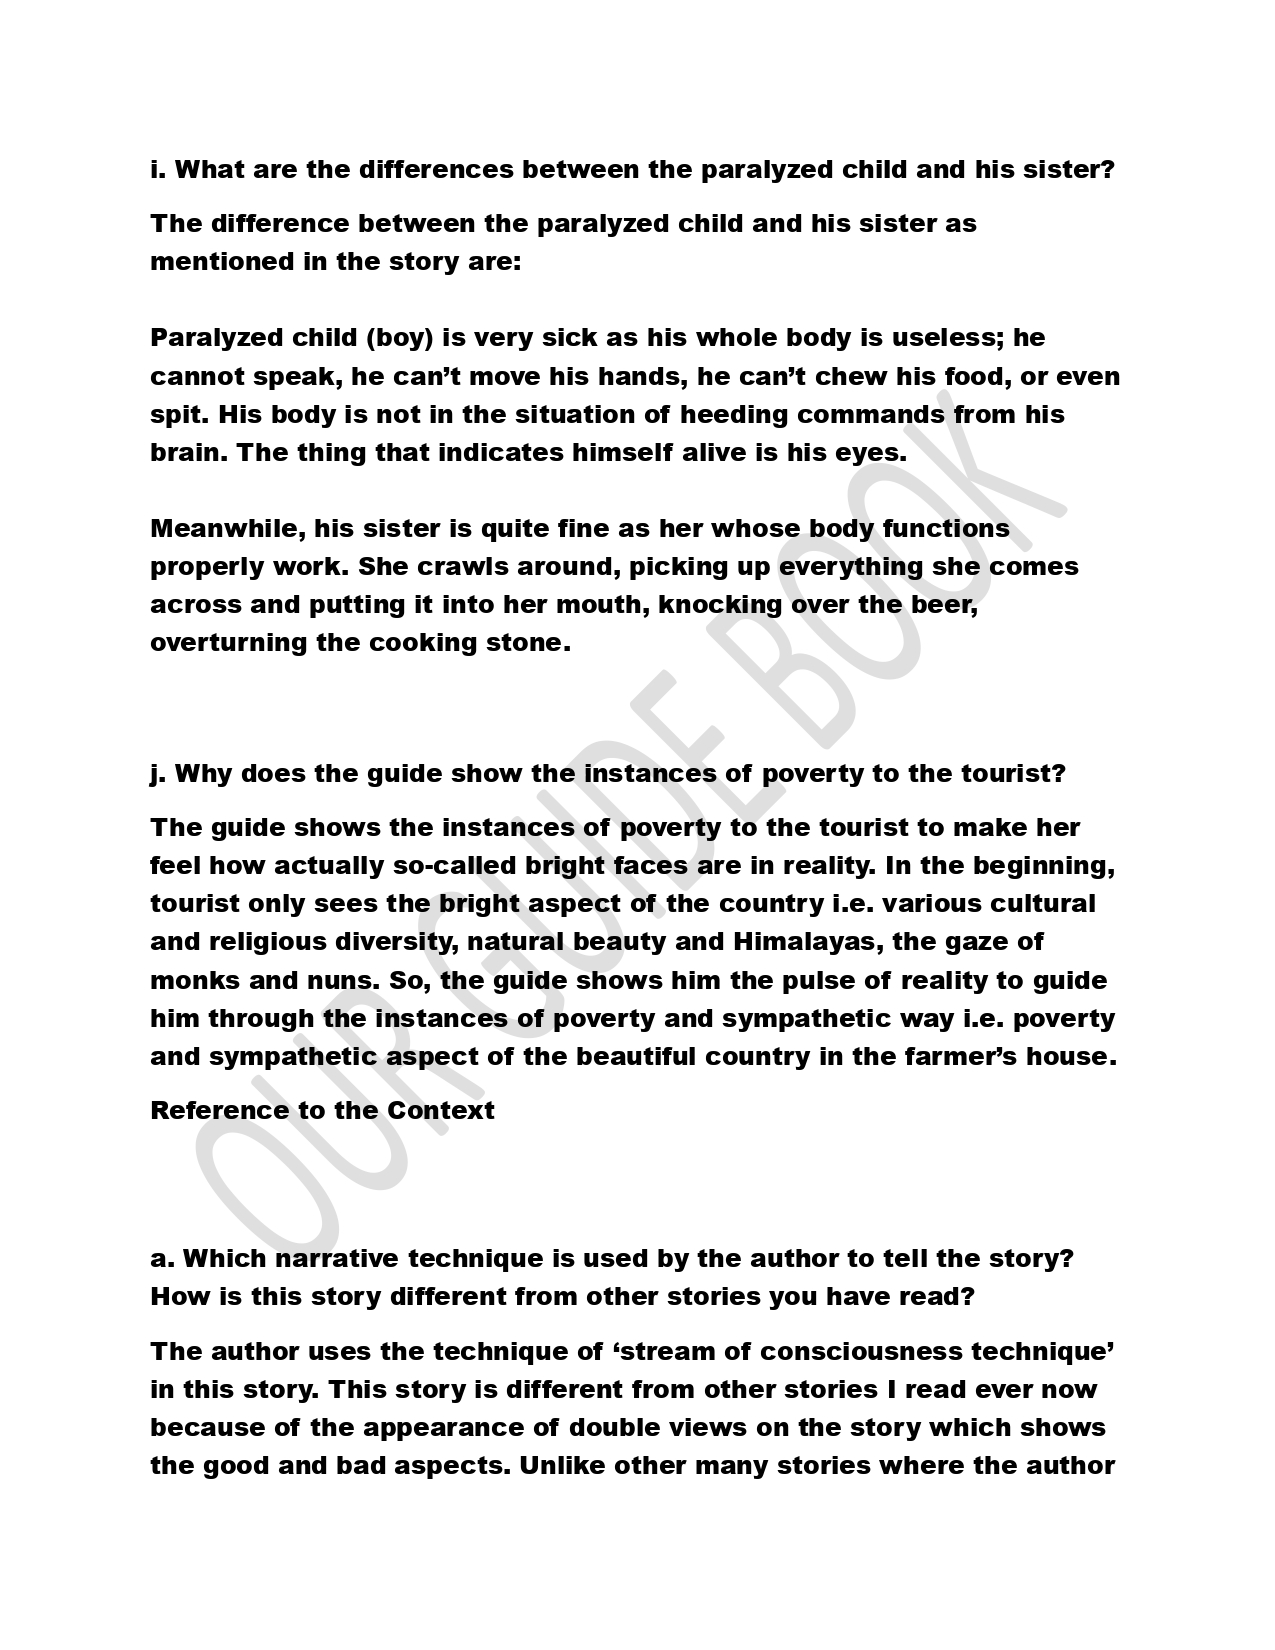 i. What are the differences between the paralyzed child and his sister?
The difference between the paralyzed child and his sister as
mentioned in the story are:
Paralyzed child (boy) is very sick as his whole body is useless; he
cannot speak, he can’t move his hands, he can’t chew his food, or even
spit. His body is not in the situation of heeding commands from his
brain. The thing that indicates himself alive is his eyes.
Meanwhile, his sister is quite fine as her whose body functions
properly work. She crawls around, picking up everything she comes
across and putting it into her mouth, knocking over the beer,
overturning the cooking stone.
j. Why does the guide show the instances of poverty to the tourist?
The guide shows the instances of poverty to the tourist to make her
feel how actually so-called bright faces are in reality. In the beginning,
tourist only sees the bright aspect of the country i.e. various cultural
and religious diversity, natural beauty and Himalayas, the gaze of
monks and nuns. So, the guide shows him the pulse of reality to guide
him through the instances of poverty and sympathetic way i.e. poverty
and sympathetic aspect of the beautiful country in the farmer’s house.
Reference to the Context
a. Which narrative technique is used by the author to tell the story?
How is this story different from other stories you have read?
The author uses the technique of ‘stream of consciousness technique’
in this story. This story is different from other stories I read ever now
because of the appearance of double views on the story which shows
the good and bad aspects. Unlike other many stories where the author
OUR GUIDE BOOK